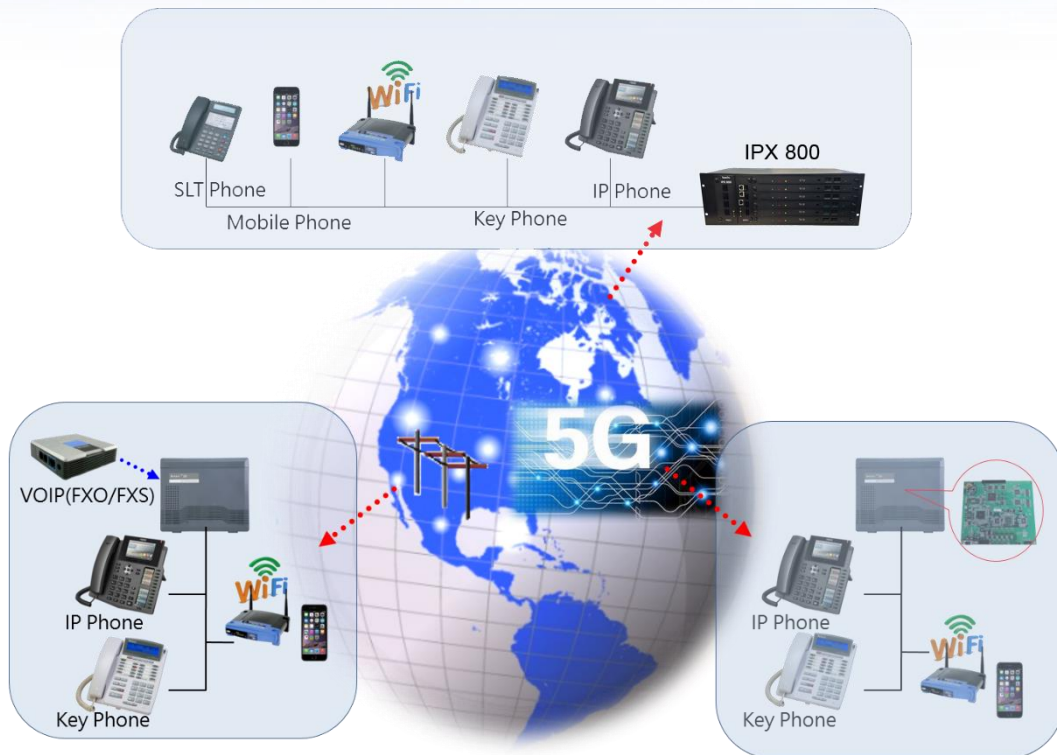 WiFi
IPX 800
SLT Phone
IP Phone
Mobile Phone
Key Phone
5G
VOIP(FXO/FXS)
WiFi
IP Phone
Key Phone
IP Phone
WiFi
Key Phone